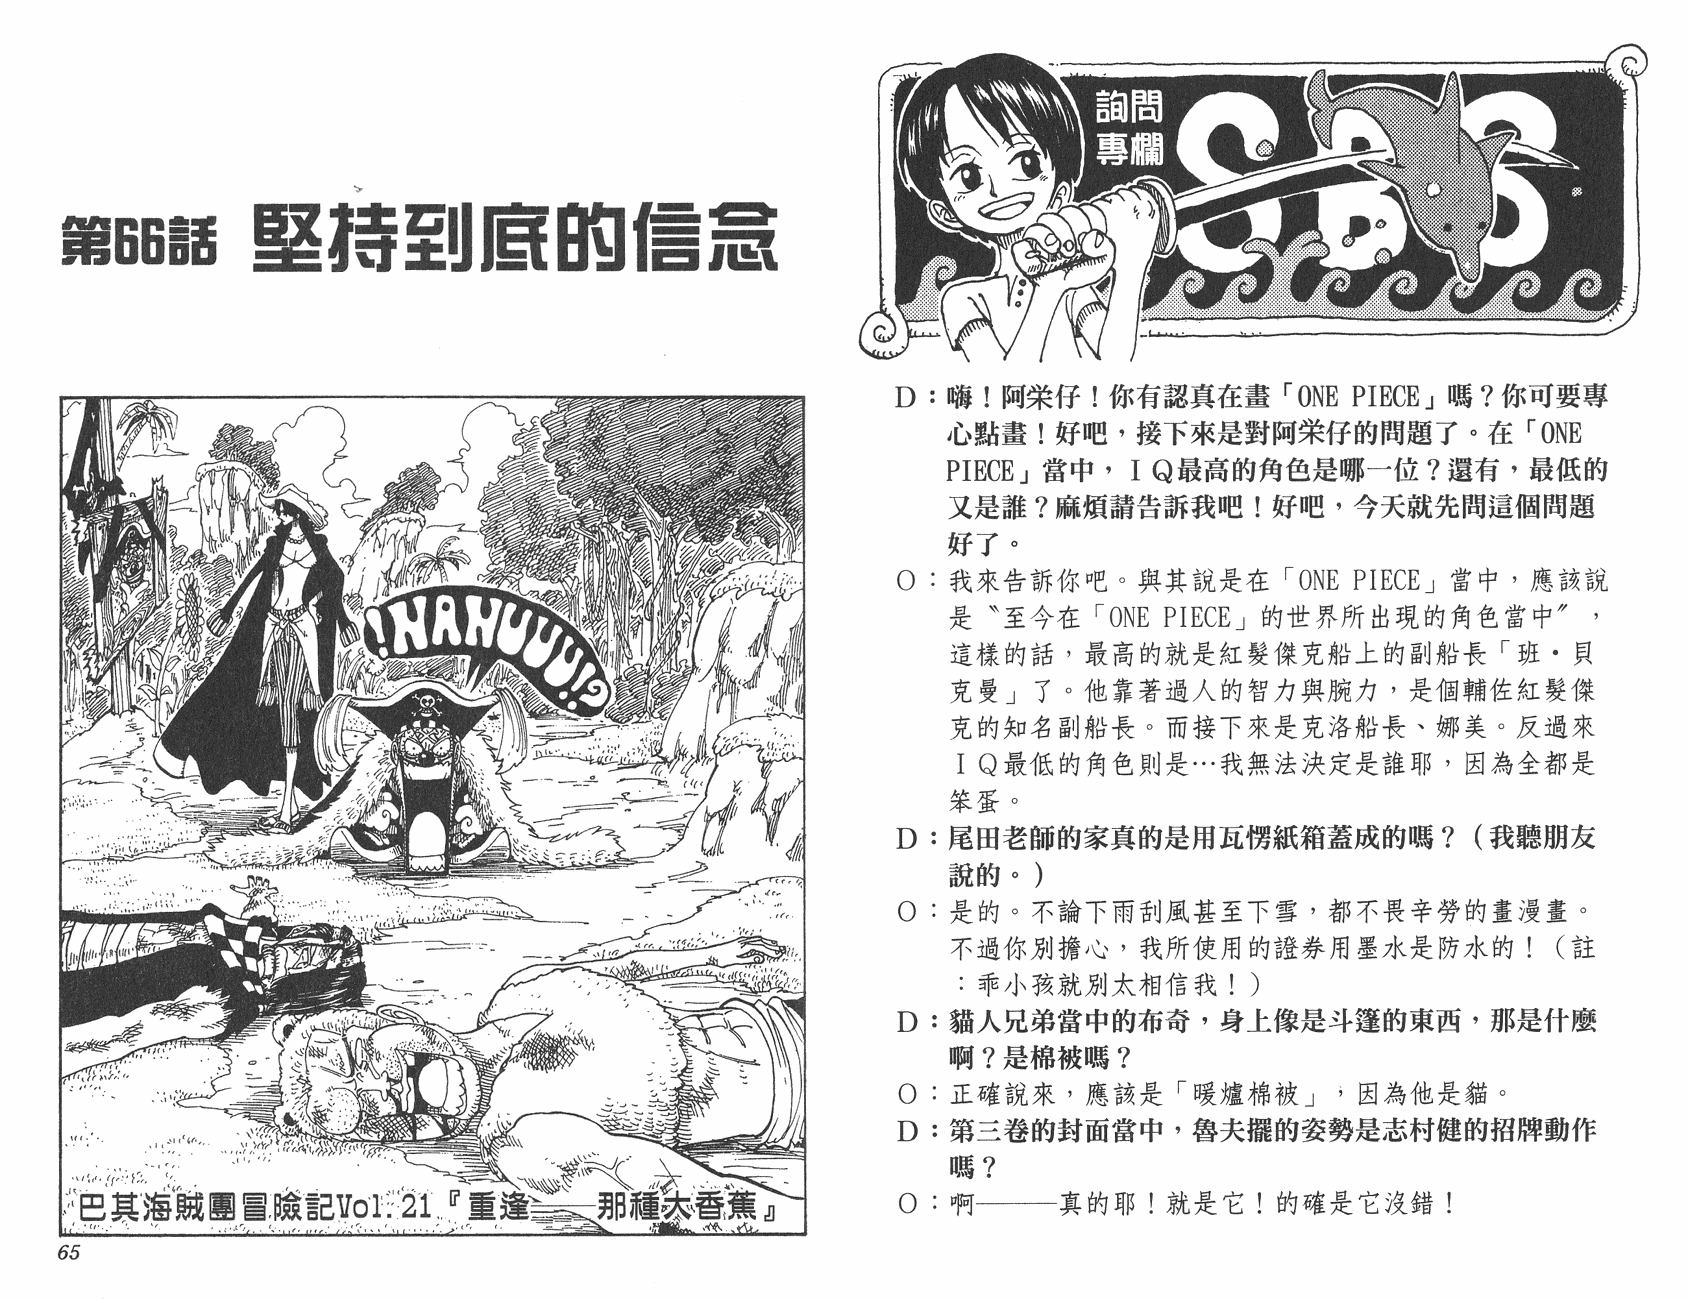 詢問
專欄
SBS
D：嗨！阿栄仔！你有認真在畫「ONE PIECE」嗎？你可要專
心點畫！好吧，接下來是對阿栄仔的問題了。在「ONE
PIECE」當中，ＩＱ最高的角色是哪一位？還有，最低的
又是誰？麻煩請告訴我吧！好吧，今天就先問這個問題
好了。
O：我來告訴你吧。與其說是在「ONE PIECE」當中，應該說
是〝至今在「ONE PIECE」的世界所出現的角色當中〞，
這樣的話，最高的就是紅髮傑克船上的副船長「班・貝
克曼」了。他靠著過人的智力與腕力，是個輔佐紅髮傑
克的知名副船長。而接下來是克洛船長、娜美。反過來
ＩＱ最低的角色則是…我無法決定是誰耶，因為全都是
笨蛋。
D：尾田老師的家真的是用瓦愣紙箱蓋成的嗎？（我聽朋友
說的。）
O：是的。不論下雨刮風甚至下雪，都不畏辛勞的畫漫畫。
不過你別擔心，我所使用的證券用墨水是防水的！（註
：乖小孩就別太相信我！）
D：貓人兄弟當中的布奇，身上像是斗篷的東西，那是什麼
啊？是棉被嗎？
O：正確說來，應該是「暖爐棉被」，因為他是貓。
D：第三卷的封面當中，魯夫擺的姿勢是志村健的招牌動作
嗎？
O：啊———真的耶！就是它！的確是它沒錯！
第66話 堅持到底的信念
!NAHUUU!?
巴其海賊團冒險記Vol.21『重逢——那種大香蕉』
65